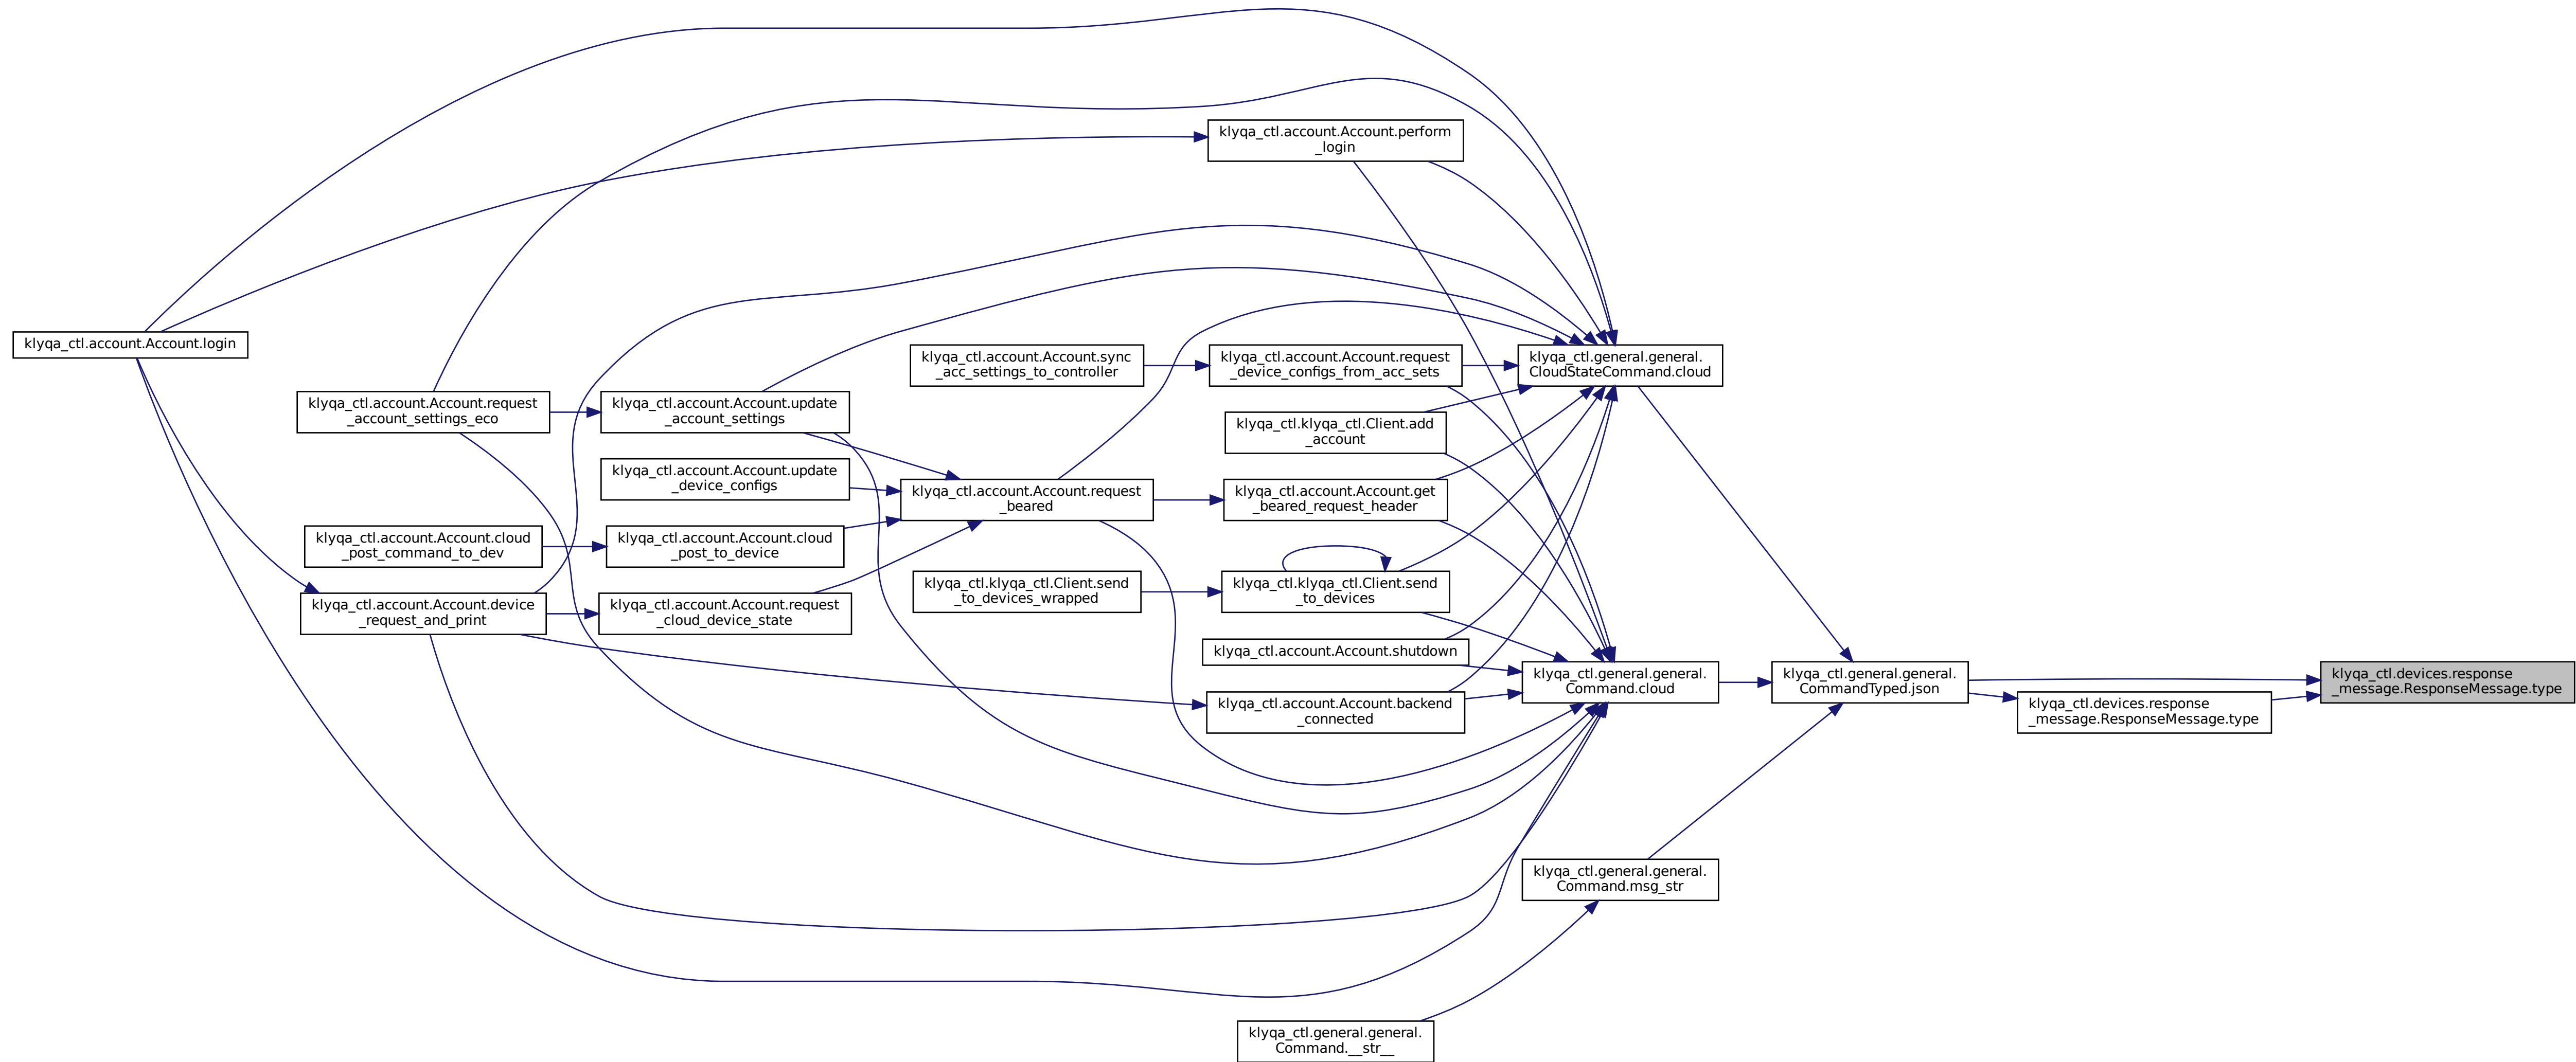 klyqa_ctl.account.Account.perform
_login
klyqa_ctl.account.Account.login
klyqa_ctl.account.Account.sync
_acc_settings_to_controller
klyqa_ctl.account.Account.request
_device_configs_from_acc_sets
klyqa_ctl.general.general.
CloudStateCommand.cloud
klyqa_ctl.account.Account.request
_account_settings_eco
klyqa_ctl.account.Account.update
_account_settings
klyqa_ctl.klyqa_ctl.Client.add
_account
klyqa_ctl.account.Account.update
_device_configs
klyqa_ctl.account.Account.request
_beared
klyqa_ctl.account.Account.get
_beared_request_header
klyqa_ctl.account.Account.cloud
_post_command_to_dev
klyqa_ctl.account.Account.cloud
_post_to_device
klyqa_ctl.klyqa_ctl.Client.send
_to_devices_wrapped
klyqa_ctl.klyqa_ctl.Client.send
_to_devices
klyqa_ctl.account.Account.device
_request_and_print
klyqa_ctl.account.Account.request
_cloud_device_state
klyqa_ctl.account.Account.shutdown
klyqa_ctl.general.general.
Command.cloud
klyqa_ctl.general.general.
CommandTyped.json
klyqa_ctl.devices.response
_message.ResponseMessage.type
klyqa_ctl.account.Account.backend
_connected
klyqa_ctl.devices.response
_message.ResponseMessage.type
klyqa_ctl.general.general.
Command.msg_str
klyqa_ctl.general.general.
Command.__str__